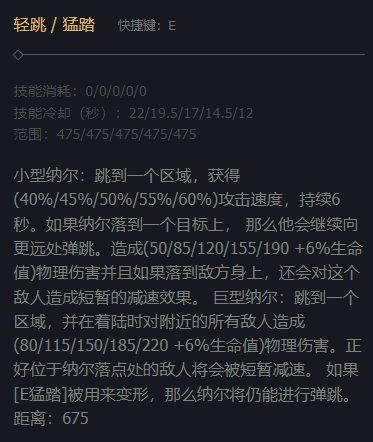 轻跳 / 猛踏 快捷键：E
技能消耗：0/0/0/0/0
技能冷却（秒）：22/19.5/17/14.5/12
范围：475/475/475/475/475
小型纳尔：跳到一个区域，获得
(40%/45%/50%/55%/60%)攻击速度，持续6
秒。如果纳尔落到一个目标上， 那么他会继续向
更远处弹跳。造成(50/85/120/155/190 +6%生命
值)物理伤害并且如果落到敌方身上，还会对这个
敌人造成短暂的减速效果。 巨型纳尔：跳到一个
区域，并在着陆时对附近的所有敌人造成
(80/115/150/185/220 +6%生命值)物理伤害。正
好位于纳尔落点处的敌人将会被短暂减速。 如果
[E猛踏]被用来变形，那么纳尔将仍能进行弹跳。
距离：675